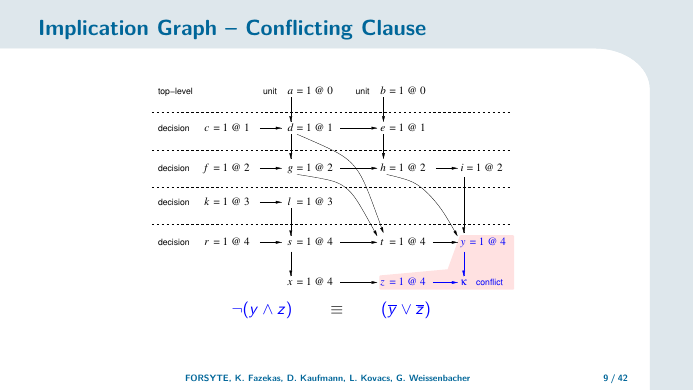 Implication Graph – Conflicting Clause
top–level unit a = 1 @ 0 unit b = 1 @ 0
decision c = 1 @ 1 d = 1 @ 1 e = 1 @ 1
decision f = 1 @ 2 g = 1 @ 2 h = 1 @ 2 i = 1 @ 2
decision k = 1 @ 3 l = 1 @ 3
decision r = 1 @ 4 s = 1 @ 4 t = 1 @ 4 y = 1 @ 4
x = 1 @ 4 z = 1 @ 4 κ conflict
¬(y ∧ z) ≡ (y̅ ∨ z̅)
FORSYTE, K. Fazekas, D. Kaufmann, L. Kovacs, G. Weissenbacher 9 / 42